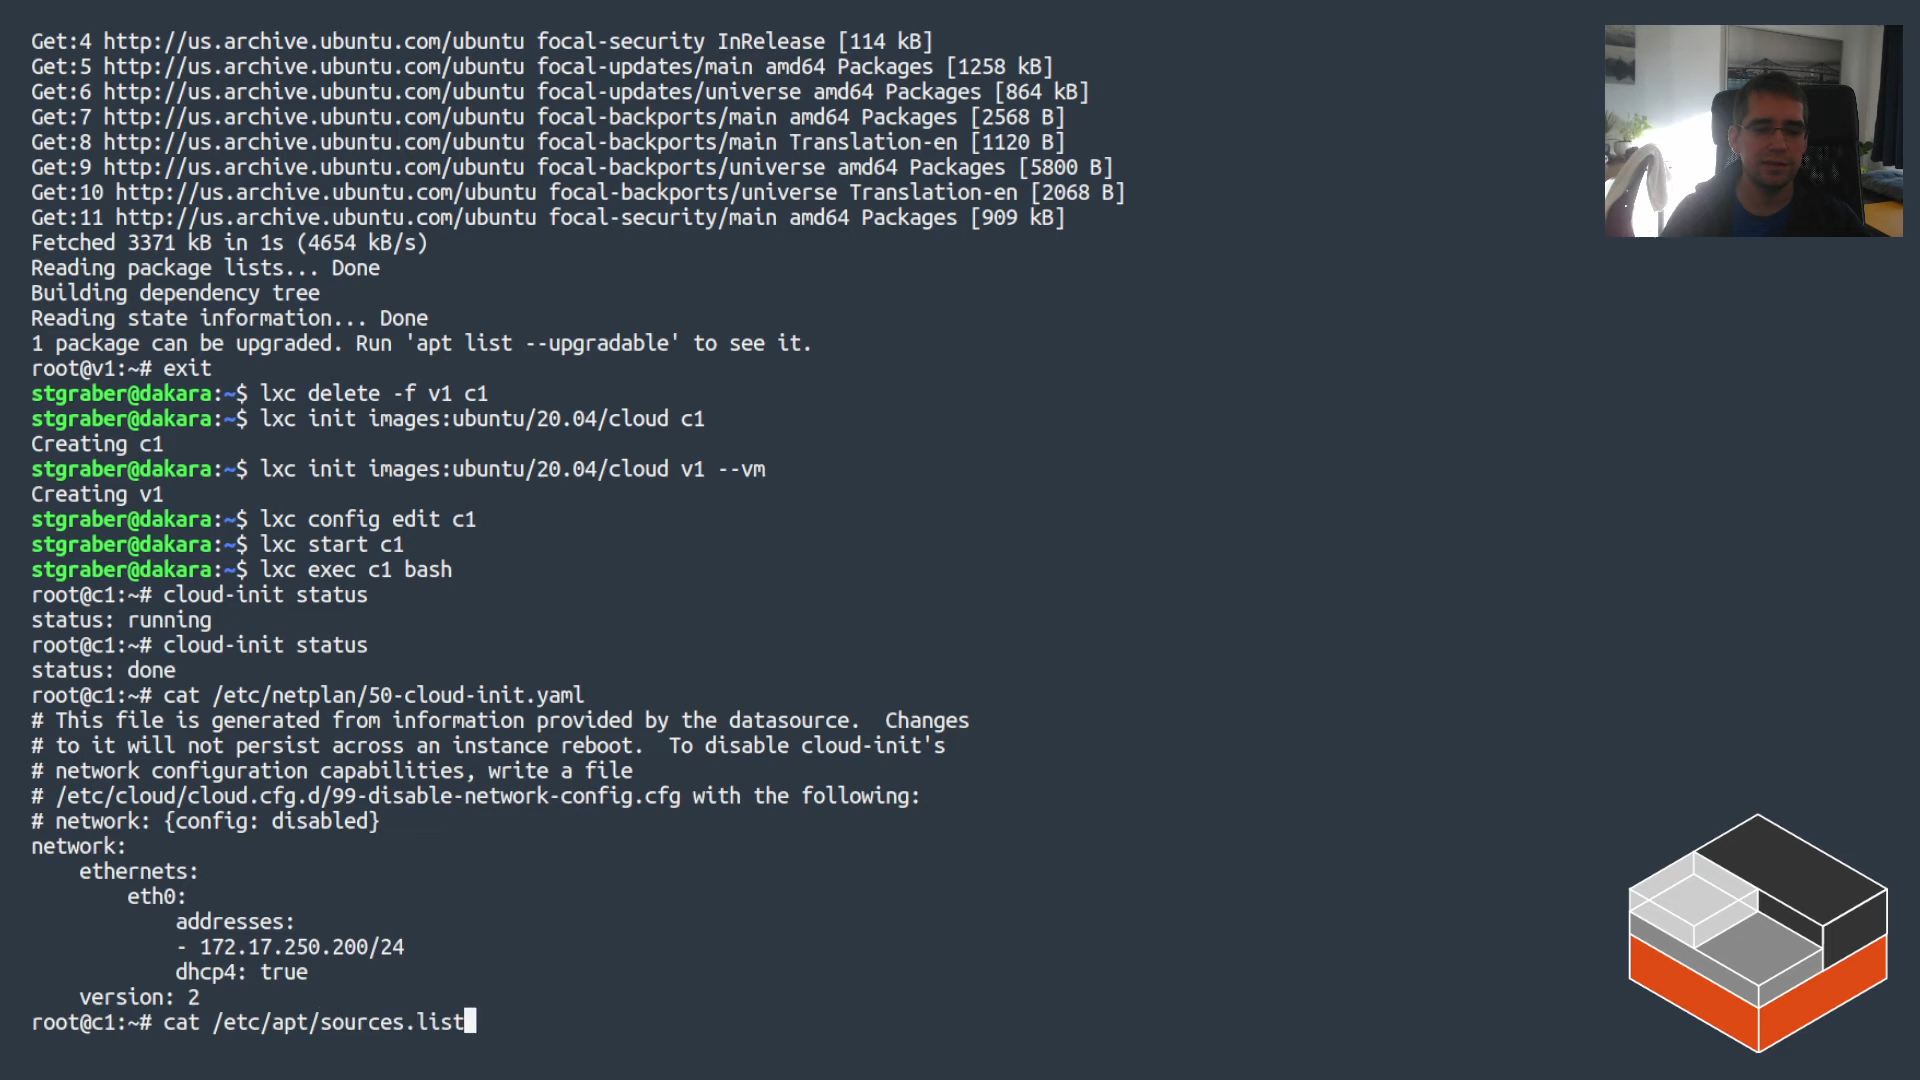 Get:4 http://us.archive.ubuntu.com/ubuntu focal-security InRelease [114 kB]
Get:5 http://us.archive.ubuntu.com/ubuntu focal-updates/main amd64 Packages [1258 kB]
Get:6 http://us.archive.ubuntu.com/ubuntu focal-updates/universe amd64 Packages [864 kB]
Get:7 http://us.archive.ubuntu.com/ubuntu focal-backports/main amd64 Packages [2568 B]
Get:8 http://us.archive.ubuntu.com/ubuntu focal-backports/main Translation-en [1120 B]
Get:9 http://us.archive.ubuntu.com/ubuntu focal-backports/universe amd64 Packages [5800 B]
Get:10 http://us.archive.ubuntu.com/ubuntu focal-backports/universe Translation-en [2068 B]
Get:11 http://us.archive.ubuntu.com/ubuntu focal-security/main amd64 Packages [909 kB]
Fetched 3371 kB in 1s (4654 kB/s)
Reading package lists... Done
Building dependency tree
Reading state information... Done
1 package can be upgraded. Run 'apt list --upgradable' to see it.
root@v1:~# exit
stgraber@dakara:~$ lxc delete -f v1 c1
stgraber@dakara:~$ lxc init images:ubuntu/20.04/cloud c1
Creating c1
stgraber@dakara:~$ lxc init images:ubuntu/20.04/cloud v1 --vm
Creating v1
stgraber@dakara:~$ lxc config edit c1
stgraber@dakara:~$ lxc start c1
stgraber@dakara:~$ lxc exec c1 bash
root@c1:~# cloud-init status
status: running
root@c1:~# cloud-init status
status: done
root@c1:~# cat /etc/netplan/50-cloud-init.yaml
# This file is generated from information provided by the datasource.  Changes
# to it will not persist across an instance reboot.  To disable cloud-init's
# network configuration capabilities, write a file
# /etc/cloud/cloud.cfg.d/99-disable-network-config.cfg with the following:
# network: {config: disabled}
network:
    ethernets:
        eth0:
            addresses:
            - 172.17.250.200/24
            dhcp4: true
    version: 2
root@c1:~# cat /etc/apt/sources.list